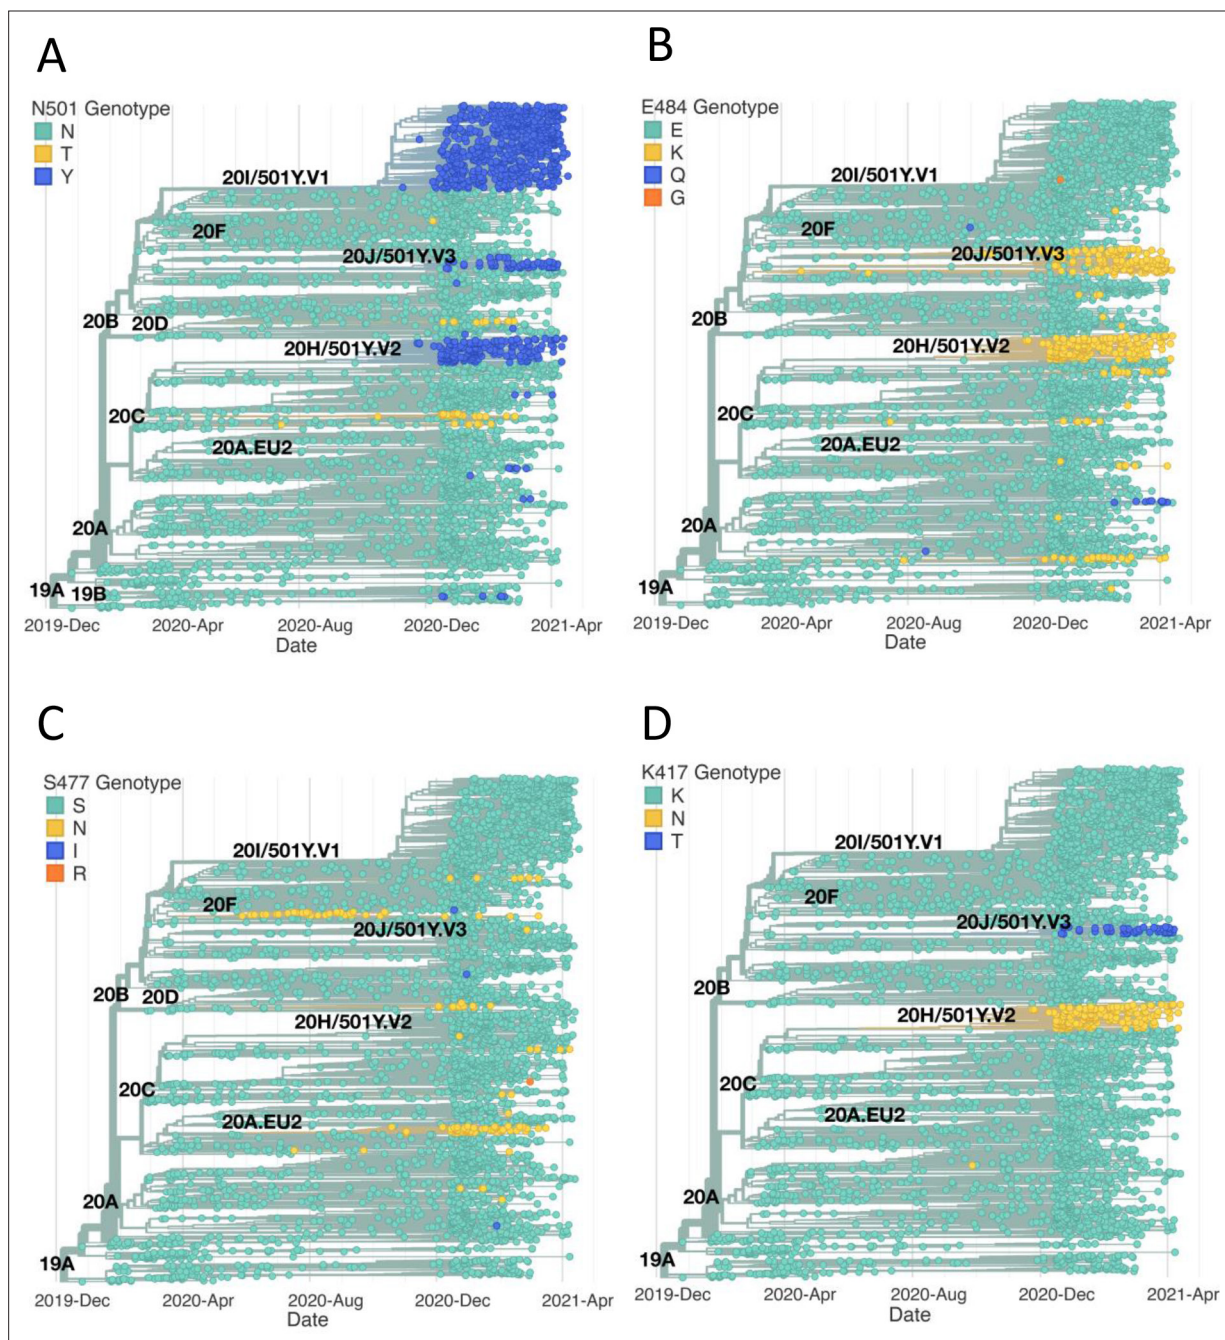 A
N501 Genotype
N
T
Y
20I/501Y.V1
20F
20J/501Y.V3
20B 20D
20H/501Y.V2
20C
20A.EU2
20A
19A 19B
2019-Dec 2020-Apr 2020-Aug 2020-Dec 2021-Apr
Date
B
E484 Genotype
E
K
Q
G
20I/501Y.V1
20F
20J/501Y.V3
20B
20H/501Y.V2
20C
20A.EU2
20A
19A
2019-Dec 2020-Apr 2020-Aug 2020-Dec 2021-Apr
Date
C
S477 Genotype
S
N
I
R
20I/501Y.V1
20F
20J/501Y.V3
20B 20D
20H/501Y.V2
20C
20A.EU2
20A
19A
2019-Dec 2020-Apr 2020-Aug 2020-Dec 2021-Apr
Date
D
K417 Genotype
K
N
T
20I/501Y.V1
20F
20J/501Y.V3
20B
20H/501Y.V2
20C
20A.EU2
20A
19A
2019-Dec 2020-Apr 2020-Aug 2020-Dec 2021-Apr
Date